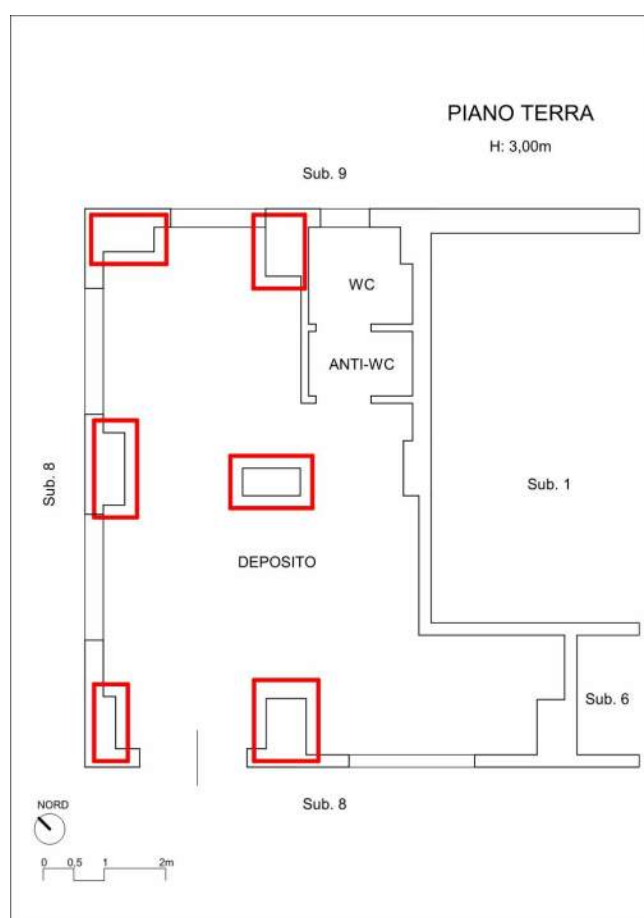 PIANO TERRA
H: 3,00m
Sub. 9
WC
ANTI-WC
Sub. 8
Sub. 1
DEPOSITO
Sub. 6
Sub. 8
NORD
0 0,5 1 2m